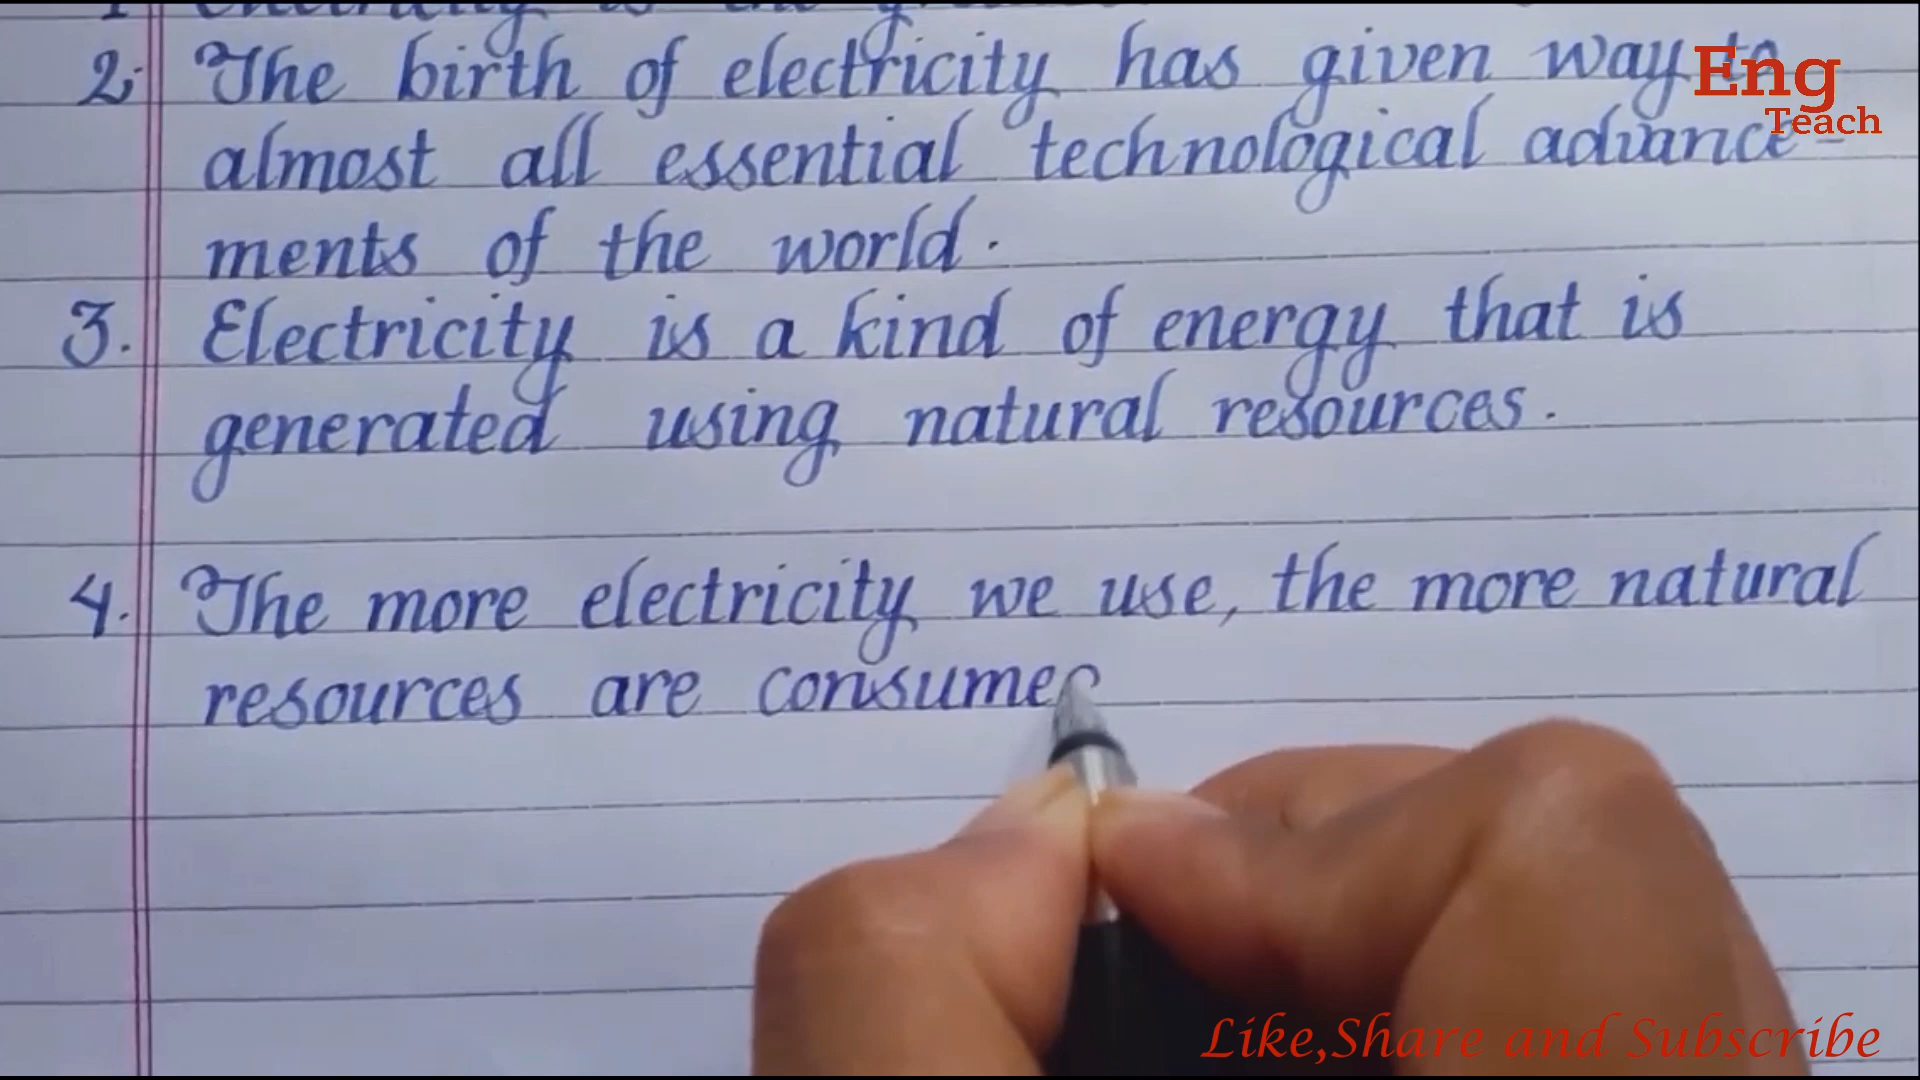 2. The birth of electricity has given way to
almost all essential technological advance-
ments of the world.
3. Electricity is a kind of energy that is
generated using natural resources.
4. The more electricity we use, the more natural
resources are consume
Eng
Teach
Like,Share and Subscribe